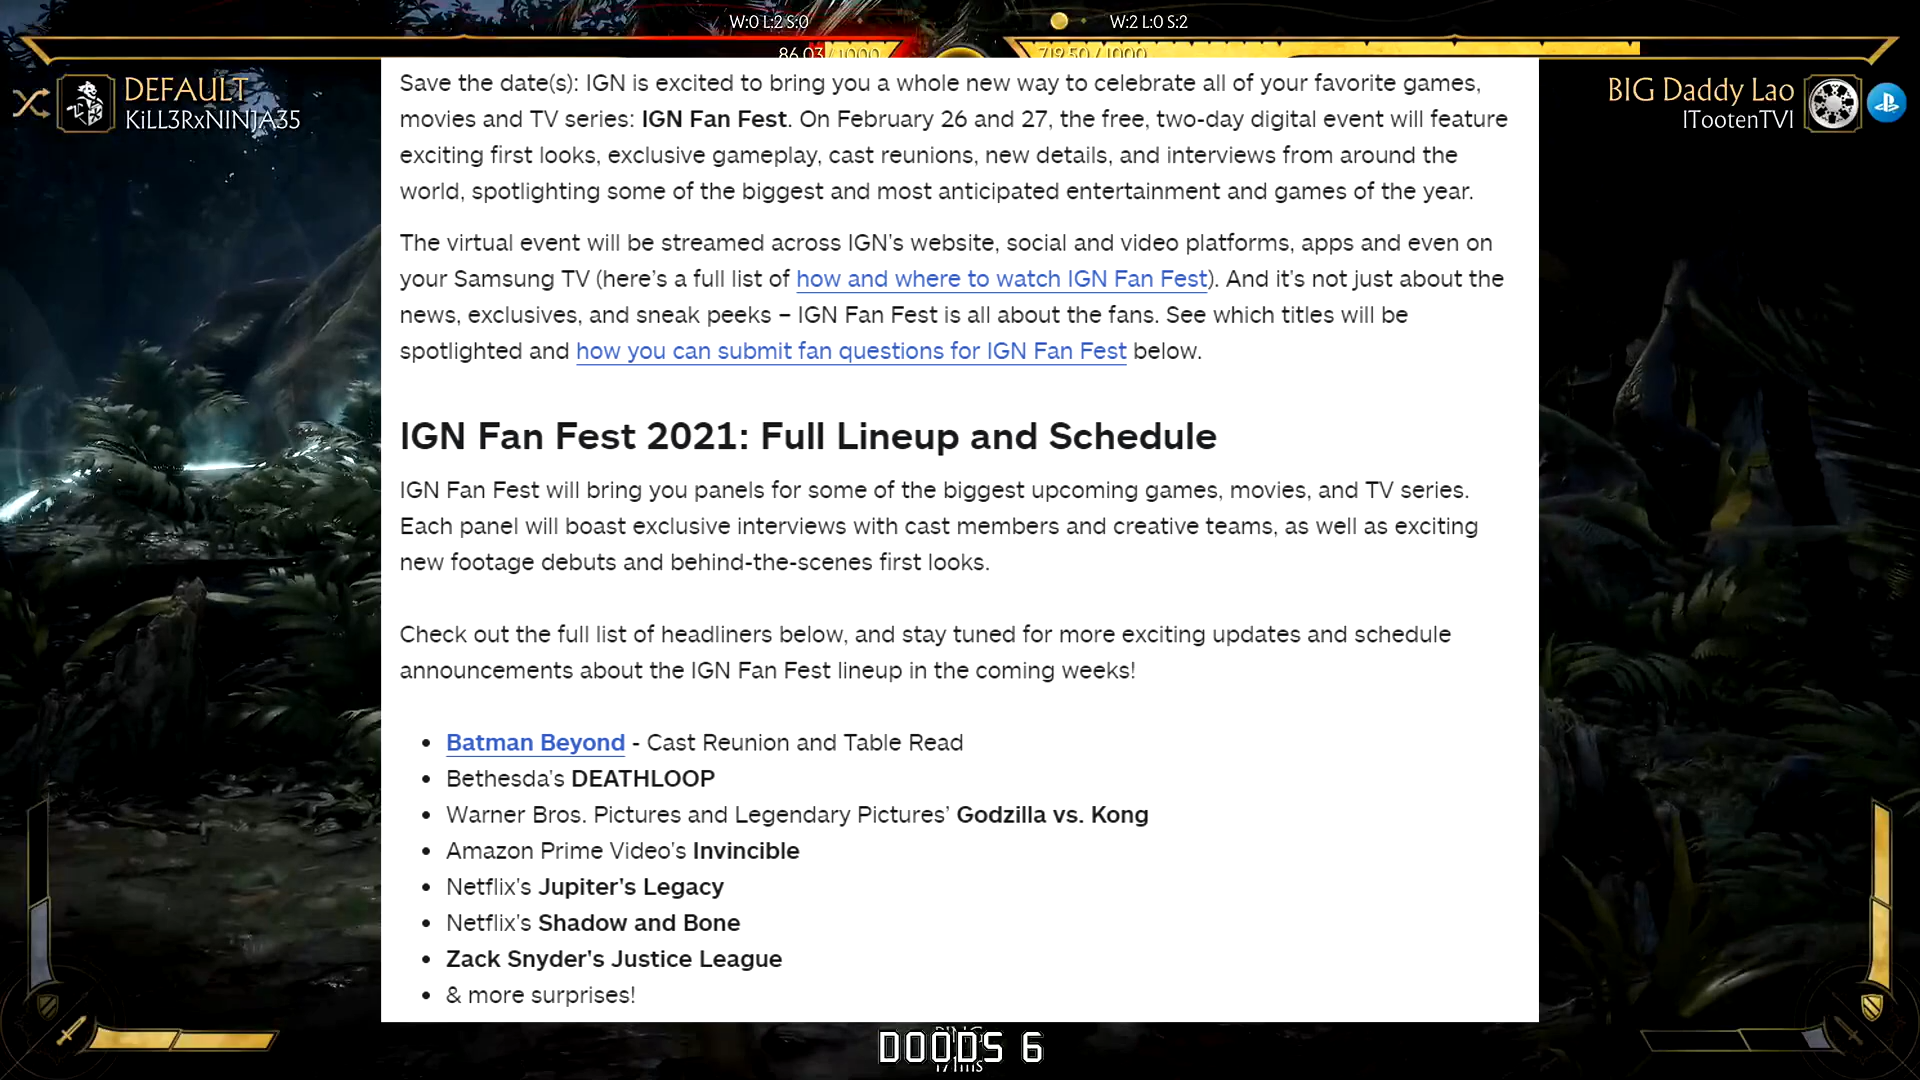 W:0 L:2 S:0
W:2 L:0 S:2
86.03 / 1000
719.50 / 1000
DEFAULT
KiLL3RxNINJA35
BIG Daddy Lao
ITootenTVI
Save the date(s): IGN is excited to bring you a whole new way to celebrate all of your favorite games,
movies and TV series: IGN Fan Fest. On February 26 and 27, the free, two-day digital event will feature
exciting first looks, exclusive gameplay, cast reunions, new details, and interviews from around the
world, spotlighting some of the biggest and most anticipated entertainment and games of the year.
The virtual event will be streamed across IGN's website, social and video platforms, apps and even on
your Samsung TV (here's a full list of how and where to watch IGN Fan Fest). And it's not just about the
news, exclusives, and sneak peeks – IGN Fan Fest is all about the fans. See which titles will be
spotlighted and how you can submit fan questions for IGN Fan Fest below.
IGN Fan Fest 2021: Full Lineup and Schedule
IGN Fan Fest will bring you panels for some of the biggest upcoming games, movies, and TV series.
Each panel will boast exclusive interviews with cast members and creative teams, as well as exciting
new footage debuts and behind-the-scenes first looks.
Check out the full list of headliners below, and stay tuned for more exciting updates and schedule
announcements about the IGN Fan Fest lineup in the coming weeks!
• Batman Beyond - Cast Reunion and Table Read
• Bethesda's DEATHLOOP
• Warner Bros. Pictures and Legendary Pictures’ Godzilla vs. Kong
• Amazon Prime Video's Invincible
• Netflix's Jupiter's Legacy
• Netflix's Shadow and Bone
• Zack Snyder's Justice League
• & more surprises!
DOODS 6